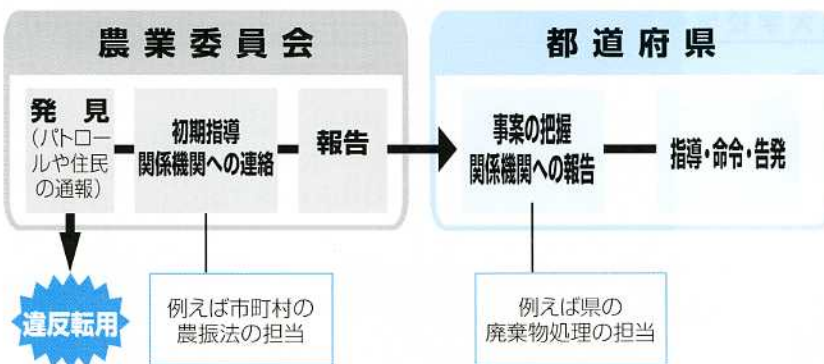 農業委員会
都道府県
発見
(パトロー
ルや住民
の通報)
初期指導
関係機関への連絡
報告
事案の把握
関係機関への報告
指導・命令・告発
違反転用
例えば市町村の
農振法の担当
例えば県の
廃棄物処理の担当